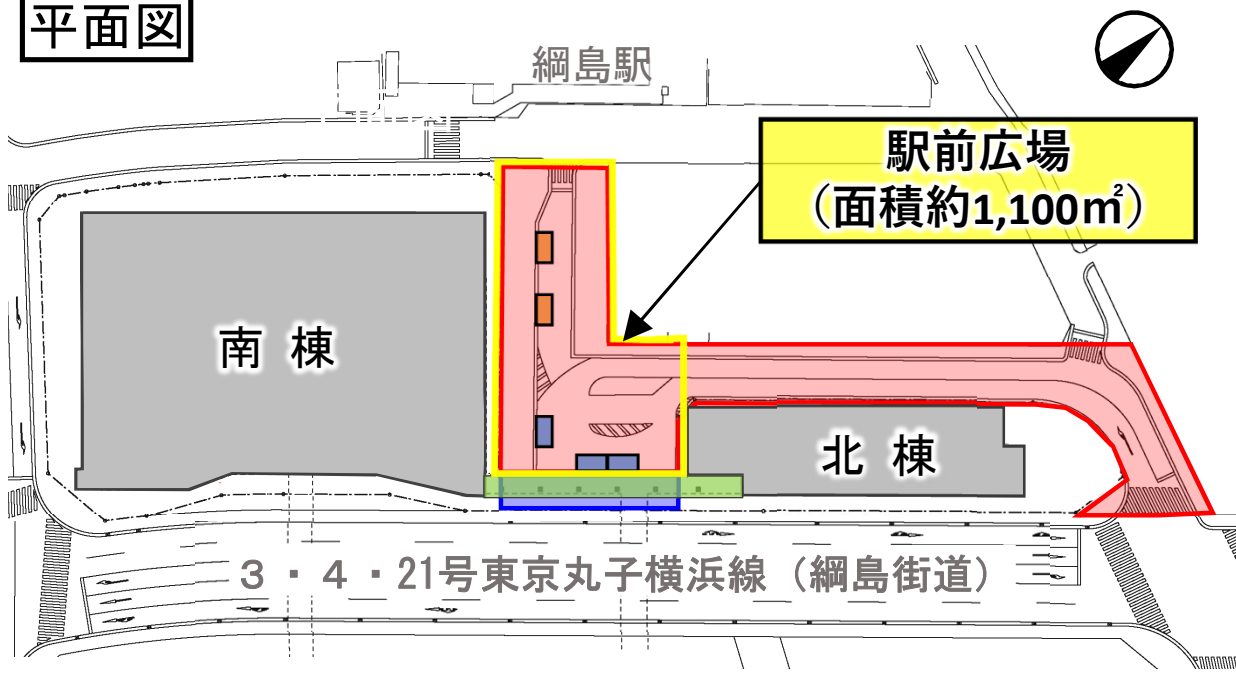 平面図
綱島駅
駅前広場
（面積約1,100㎡）
南 棟
北 棟
３・４・21号東京丸子横浜線（綱島街道）